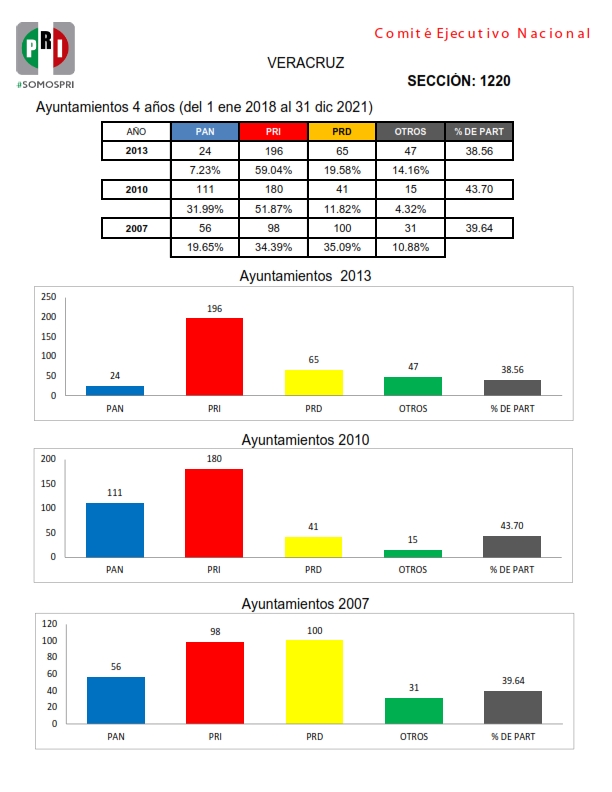 Comité Ejecutivo Nacional
PRI
#SOMOSPRI
VERACRUZ
SECCIÓN: 1220
Ayuntamientos 4 años (del 1 ene 2018 al 31 dic 2021)
AÑO PAN PRI PRD OTROS % DE PART
2013 24 196 65 47 38.56
7.23% 59.04% 19.58% 14.16%
2010 111 180 41 15 43.70
31.99% 51.87% 11.82% 4.32%
2007 56 98 100 31 39.64
19.65% 34.39% 35.09% 10.88%
Ayuntamientos 2013
250
200
150
100
50
0
24 196 65 47 38.56
PAN PRI PRD OTROS % DE PART
Ayuntamientos 2010
200
150
100
50
0
111 180 41 15 43.70
PAN PRI PRD OTROS % DE PART
Ayuntamientos 2007
120
100
80
60
40
20
0
56 98 100 31 39.64
PAN PRI PRD OTROS % DE PART